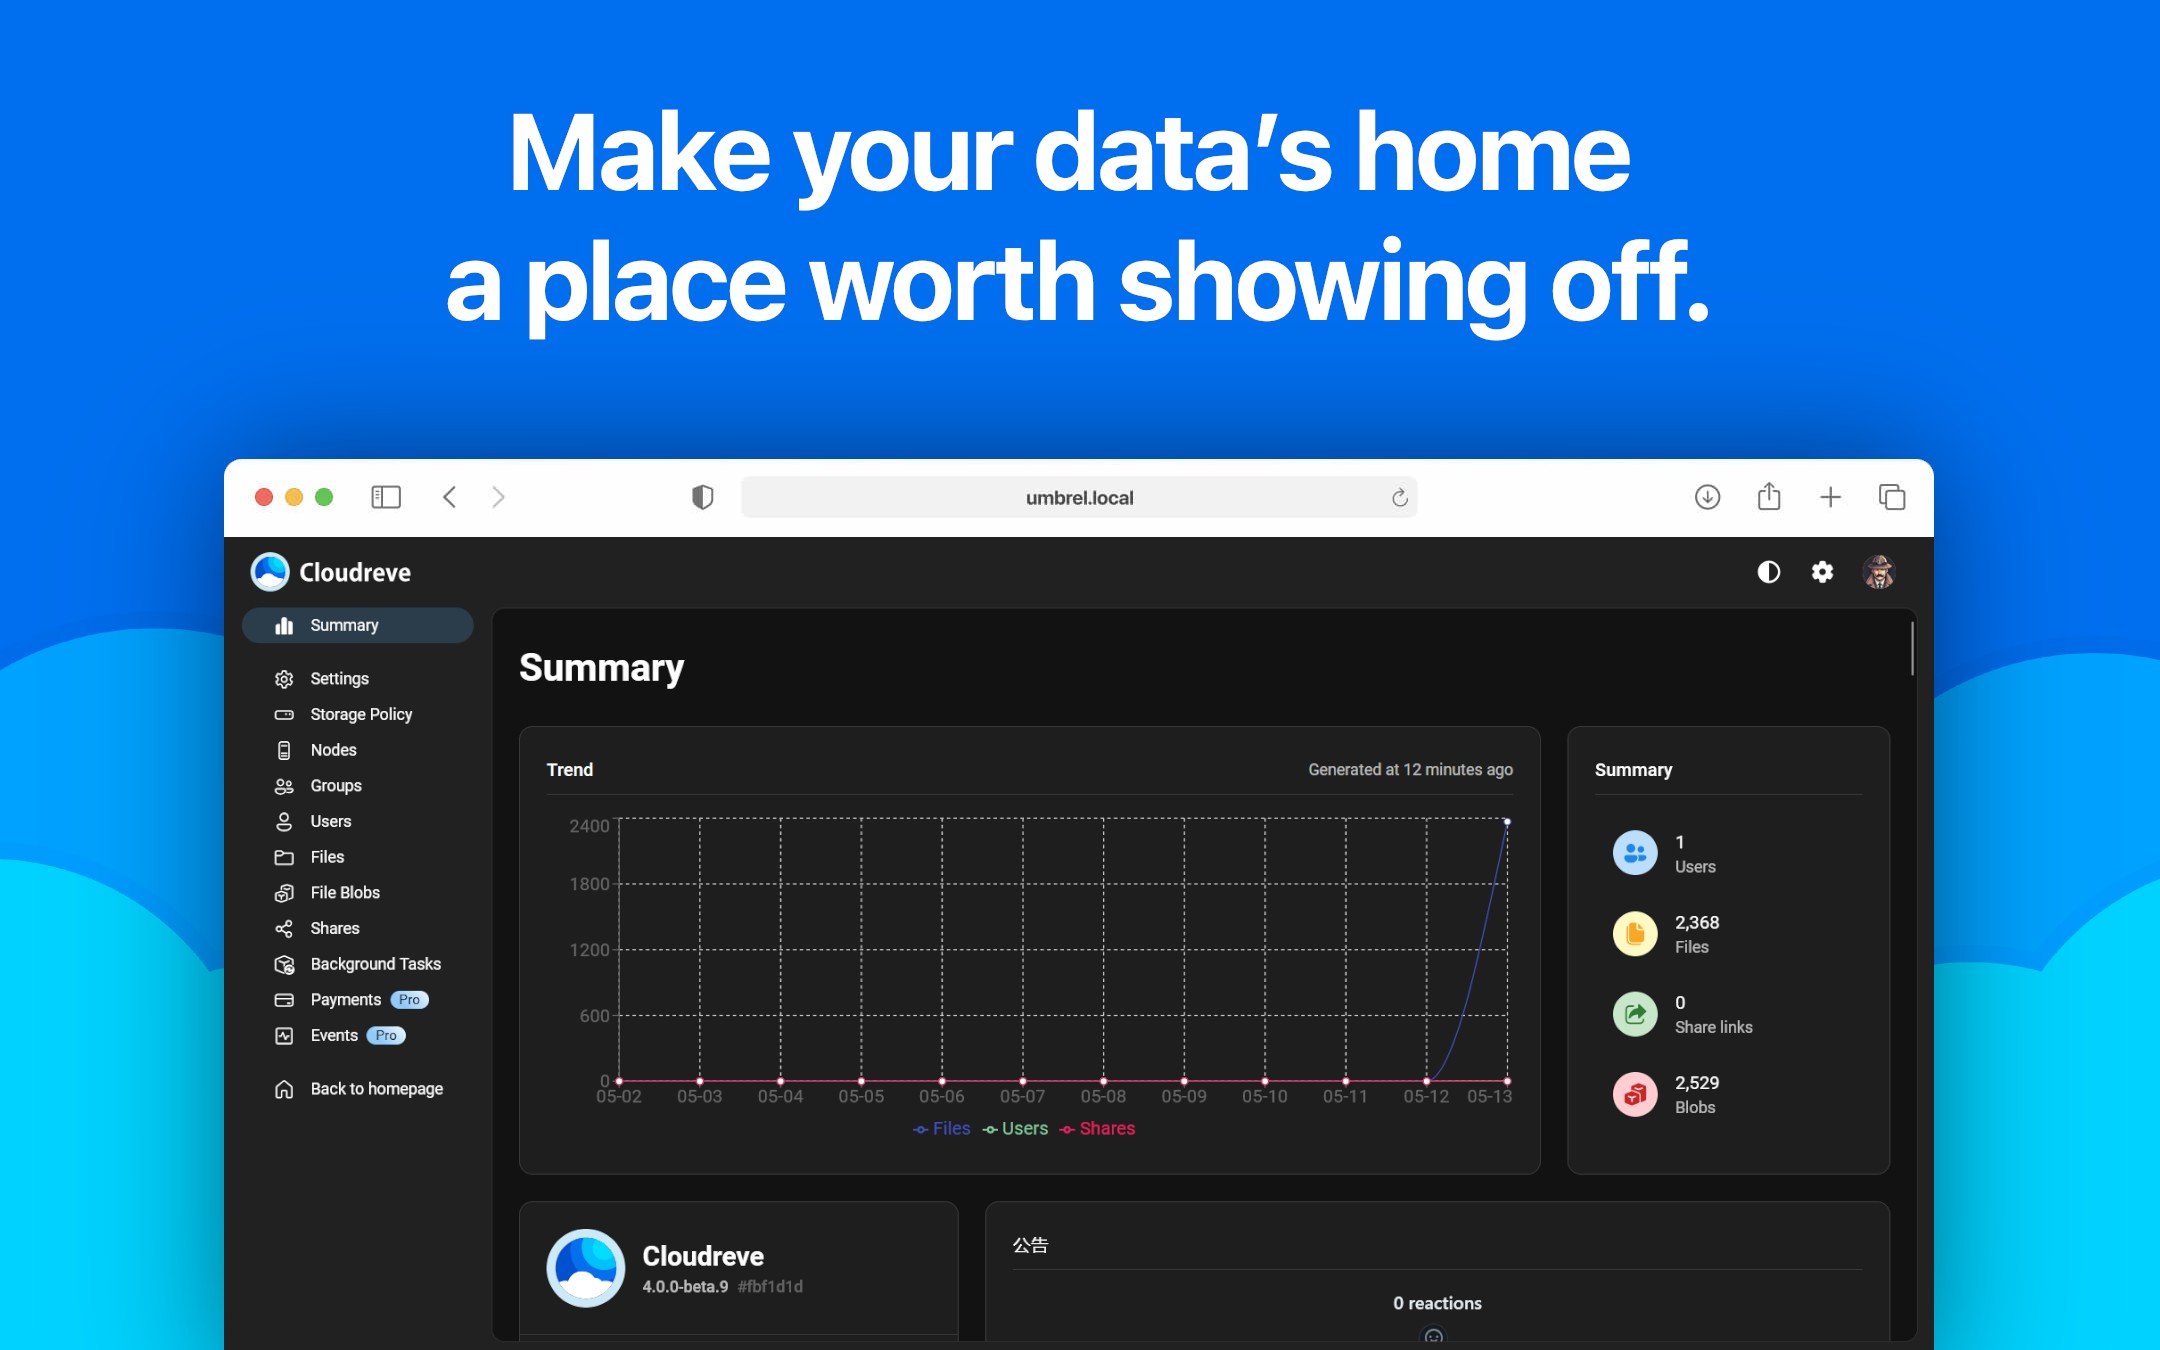 Make your data’s home
a place worth showing off.
umbrel.local
Cloudreve
Summary
Settings
Storage Policy
Nodes
Groups
Users
Files
File Blobs
Shares
Background Tasks
Payments Pro
Events Pro
Back to homepage
Summary
Trend
Generated at 12 minutes ago
2400
1800
1200
600
0
05-02 05-03 05-04 05-05 05-06 05-07 05-08 05-09 05-10 05-11 05-12 05-13
Files Users Shares
Summary
1
Users
2,368
Files
0
Share links
2,529
Blobs
Cloudreve
4.0.0-beta.9 #fbf1d1d
公告
0 reactions